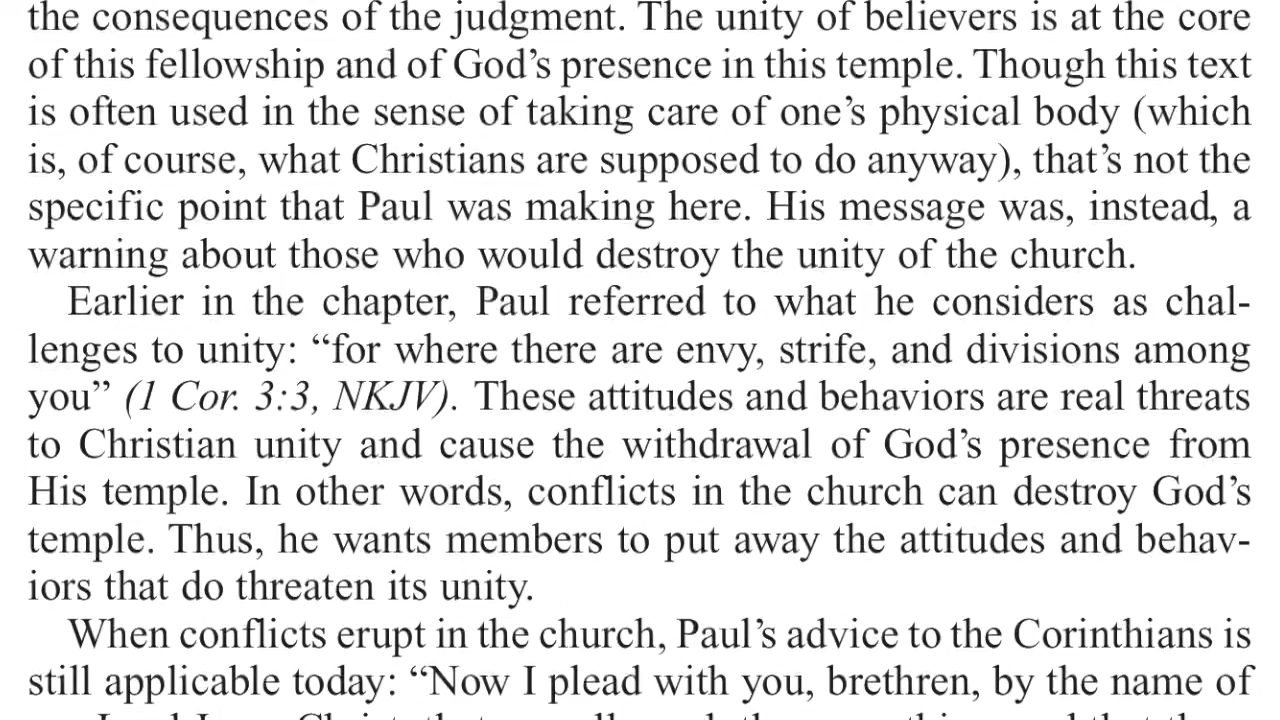 the consequences of the judgment. The unity of believers is at the core
of this fellowship and of God’s presence in this temple. Though this text
is often used in the sense of taking care of one’s physical body (which
is, of course, what Christians are supposed to do anyway), that’s not the
specific point that Paul was making here. His message was, instead, a
warning about those who would destroy the unity of the church.
Earlier in the chapter, Paul referred to what he considers as chal-
lenges to unity: “for where there are envy, strife, and divisions among
you” (1 Cor. 3:3, NKJV). These attitudes and behaviors are real threats
to Christian unity and cause the withdrawal of God’s presence from
His temple. In other words, conflicts in the church can destroy God’s
temple. Thus, he wants members to put away the attitudes and behav-
iors that do threaten its unity.
When conflicts erupt in the church, Paul’s advice to the Corinthians is
still applicable today: “Now I plead with you, brethren, by the name of